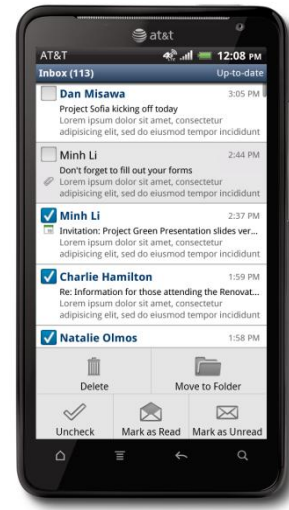 at&t
AT&T 12:08 PM
Inbox (113) Up-to-date
Dan Misawa 3:05 PM
Project Sofia kicking off today
Lorem ipsum dolor sit amet, consectetur
adipisicing elit, sed do eiusmod tempor incididunt
Minh Li 2:44 PM
Don't forget to fill out your forms
Lorem ipsum dolor sit amet, consectetur
adipisicing elit, sed do eiusmod tempor incididunt
Minh Li 2:37 PM
Invitation: Project Green Presentation slides ver...
Lorem ipsum dolor sit amet, consectetur
adipisicing elit, sed do eiusmod tempor incididunt
Charlie Hamilton 1:59 PM
Re: Information for those attending the Renovat...
Lorem ipsum dolor sit amet, consectetur
adipisicing elit, sed do eiusmod tempor incididunt
Natalie Olmos 1:58 PM
Delete Move to Folder
Uncheck Mark as Read Mark as Unread